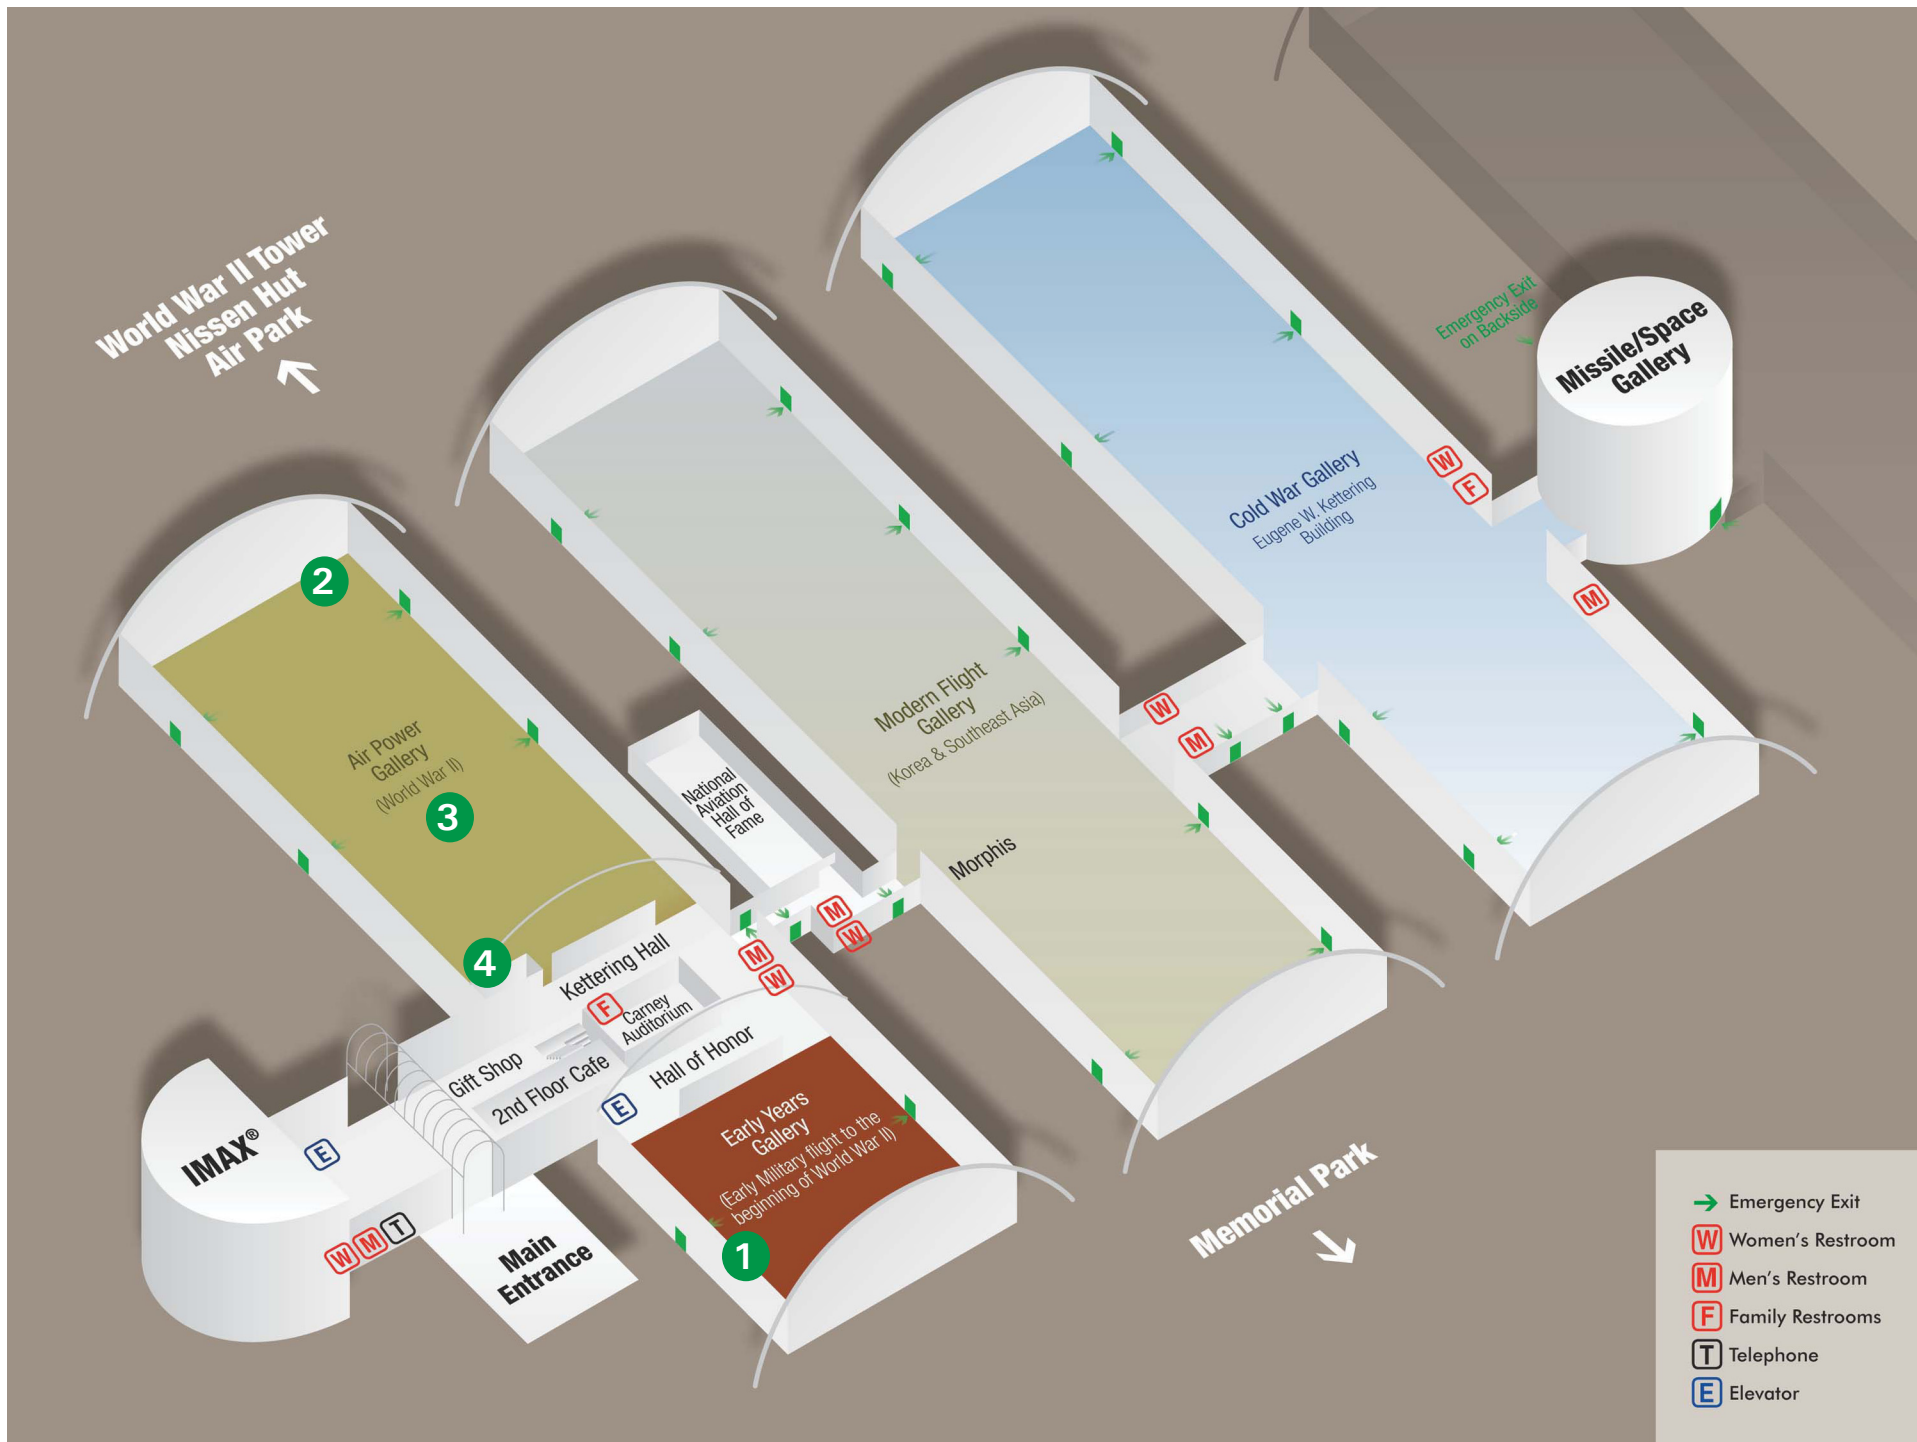 World War II Tower
Nissen Hut
Air Park
Emergency Exit
on Backside
Missile/Space
Gallery
W
F
Cold War Gallery
Eugene W. Kettering
Building
M
2
Air Power
Gallery
(World War II)
3
National
Aviation
Hall of
Fame
Modern Flight
Gallery
(Korea & Southeast Asia)
W
M
Morphis
M
W
4
Kettering Hall
M
W
F
Carney
Auditorium
Gift Shop
2nd Floor Cafe
Hall of Honor
E
IMAX®
E
W
M
T
Main
Entrance
Early Years
Gallery
(Early Military flight to the
beginning of World War II)
1
Memorial Park
Emergency Exit
W Women's Restroom
M Men's Restroom
F Family Restrooms
T Telephone
E Elevator